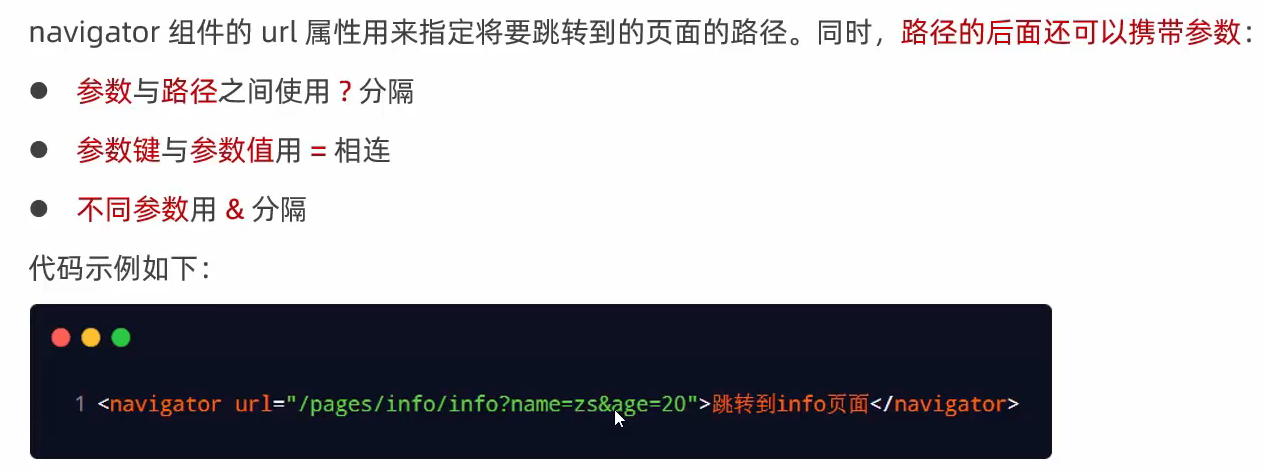 navigator 组件的 url 属性用来指定将要跳转到的页面的路径。同时，路径的后面还可以携带参数：
● 参数与路径之间使用 ? 分隔
● 参数键与参数值用 = 相连
● 不同参数用 & 分隔
代码示例如下：
1 <navigator url="/pages/info/info?name=zs&age=20">跳转到info页面</navigator>